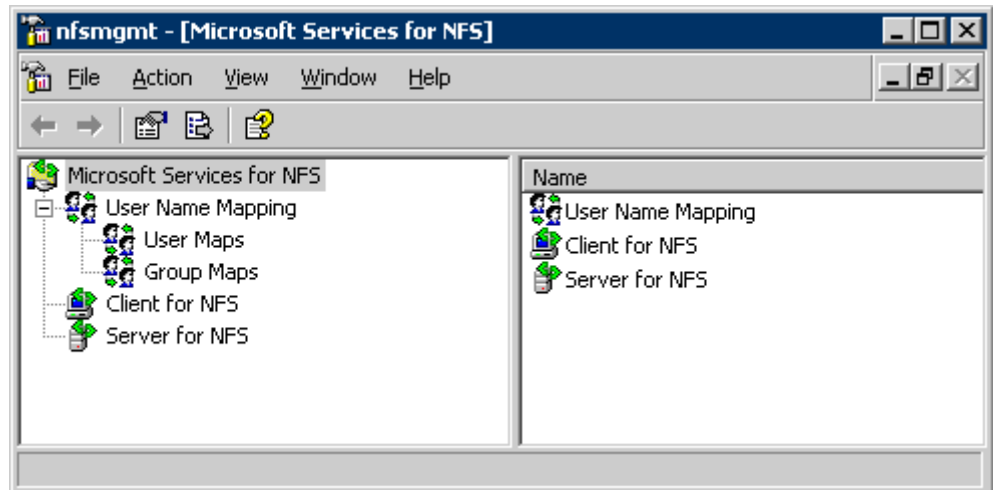 nfsmgmt - [Microsoft Services for NFS]
File Action View Window Help
Microsoft Services for NFS
User Name Mapping
User Maps
Group Maps
Client for NFS
Server for NFS
Name
User Name Mapping
Client for NFS
Server for NFS